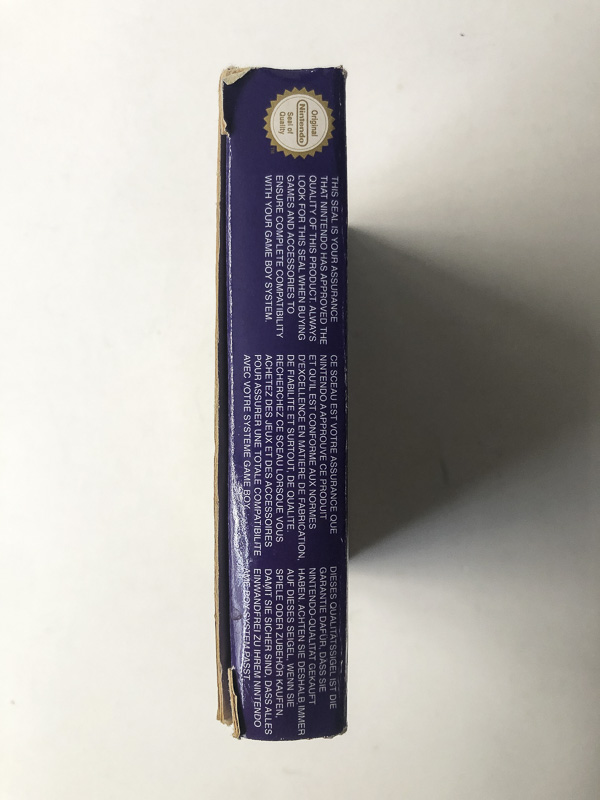 Original
Nintendo
Seal of
Quality
THIS SEAL IS YOUR ASSURANCE
THAT NINTENDO HAS APPROVED THE
QUALITY OF THIS PRODUCT. ALWAYS
LOOK FOR THIS SEAL WHEN BUYING
GAMES AND ACCESSORIES TO
ENSURE COMPLETE COMPATIBILITY
WITH YOUR GAME BOY SYSTEM.
CE SCEAU EST VOTRE ASSURANCE QUE
NINTENDO A APPROUVE CE PRODUIT
ET QU'IL EST CONFORME AUX NORMES
D'EXCELLENCE EN MATIERE DE FABRICATION,
DE FIABILITE ET SURTOUT, DE QUALITE.
RECHERCHEZ CE SCEAU LORSQUE VOUS
ACHETEZ DES JEUX ET DES ACCESSOIRES
POUR ASSURER UNE TOTALE COMPATIBILITE
AVEC VOTRE SYSTEME GAME BOY.
DIESES QUALITATSSIGEL IST DIE
GARANTIE DAFÜR, DASS SIE
NINTENDO-QUALITAT GEKAUFT
HABEN. ACHTEN SIE DESHALB IMMER
AUF DIESES SEIGEL, WENN SIE
SPIELE ODER ZUBEHÖR KAUFEN,
DAMIT SIE SICHER SIND, DASS ALLES
EINWANDFREI ZU IHREM NINTENDO
AME BOY SYSTEM PASST.